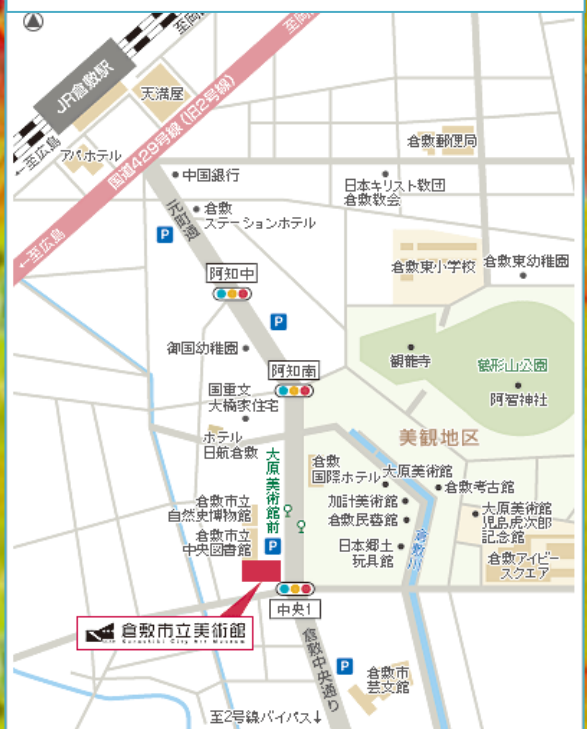 JR倉敷駅
天満屋
←至広島
アパホテル
国道429号線(旧2号線)
←至広島
倉敷郵便局
中国銀行
日本キリスト教団
倉敷教会
元町通
倉敷
ステーションホテル
P
倉敷東小学校
倉敷東幼稚園
阿知中
P
御国幼稚園
観龍寺
鶴形山公園
阿智神社
阿知南
国重文
大橋家住宅
美観地区
ホテル
日航倉敷
大原美術館前
倉敷
国際ホテル
大原美術館
倉敷考古館
加計美術館
倉敷民藝館
大原美術館
児島虎次郎
記念館
倉敷市立
自然史博物館
倉敷市立
中央図書館
P
日本郷土
玩具館
倉敷川
倉敷アイビー
スクエア
中央1
倉敷市立美術館
Kurashiki City Art Museum
倉敷中央通り
P
倉敷市
芸文館
至2号線バイパス↓